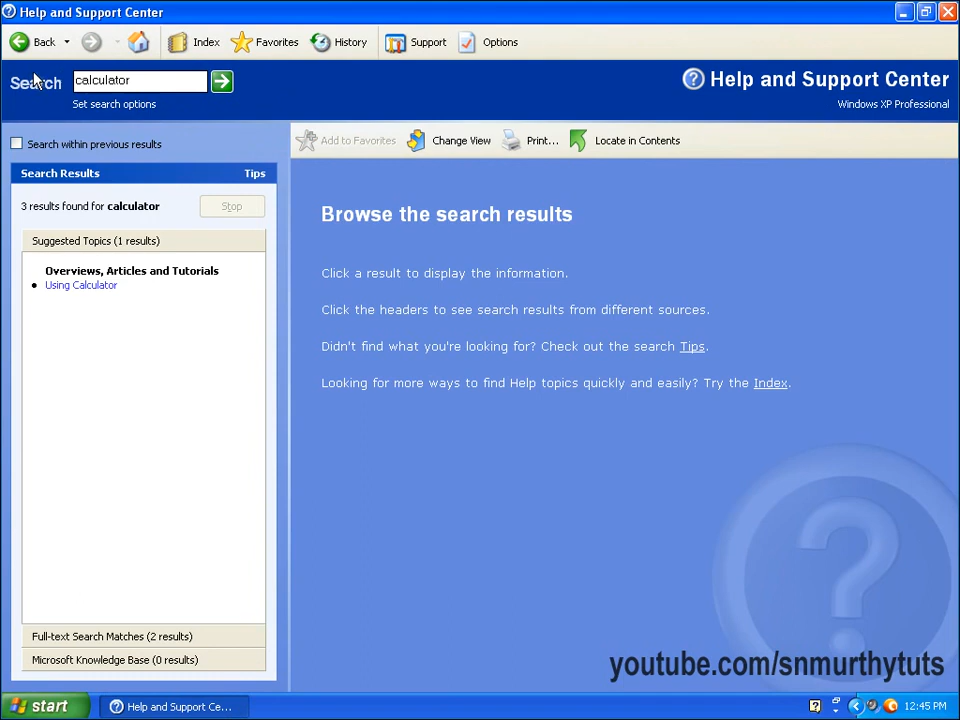 Help and Support Center
Back
Index
Favorites
History
Support
Options
Search
calculator
Set search options
Help and Support Center
Windows XP Professional
Search within previous results
Add to Favorites
Change View
Print...
Locate in Contents
Search Results
Tips
3 results found for calculator
Stop
Suggested Topics (1 results)
Overviews, Articles and Tutorials
Using Calculator
Browse the search results
Click a result to display the information.
Click the headers to see search results from different sources.
Didn't find what you're looking for? Check out the search Tips.
Looking for more ways to find Help topics quickly and easily? Try the Index.
Full-text Search Matches (2 results)
Microsoft Knowledge Base (0 results)
youtube.com/snmurthytuts
start
Help and Support Ce...
12:45 PM